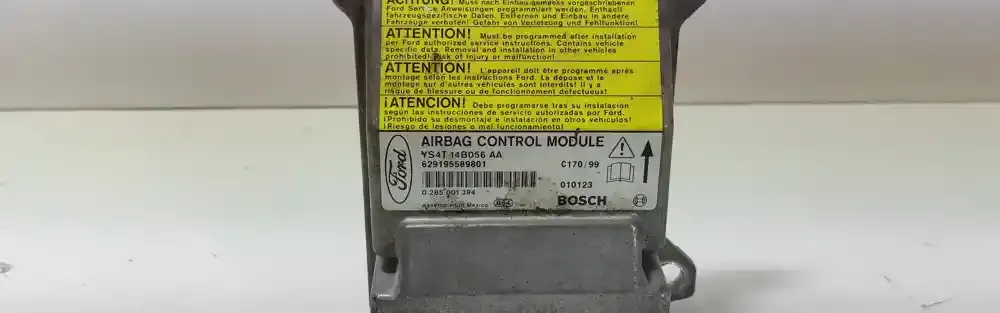 ACHTUNG! Muss nach Einbau gemaess vorgeschriebenen
Ford Service Anweisungen programmiert werden. Enthaelt
fahrzeugspezifische Daten. Entfernen und Einbau in andere
Fahrzeuge verboten! Gefahr von Verletzung und Fehlfunktion!
ATTENTION! Must be programmed after installation
per Ford authorized service instructions. Contains vehicle
specific data. Removal and installation in other vehicles
prohibited! Risk of injury or malfunction!
ATTENTION! L'appareil doit être programmé après
montage selon les instructions Ford. La dépose et le
montage sur d'autres véhicules sont interdits! Il y a
risque de blessure ou de fonctionnement défectueux!
¡ATENCION! Debe programarse tras su instalación
según las instrucciones de servicio autorizadas por Ford.
¡Prohibido su desmontaje e instalación en otros vehículos!
¡Riesgo de lesiones o mal funcionamiento!
Ford
AIRBAG CONTROL MODULE
YS4T 14B056 AA
629195589801
C170/99
010123
0 285 001 384
Assembled in Mexico
BOSCH